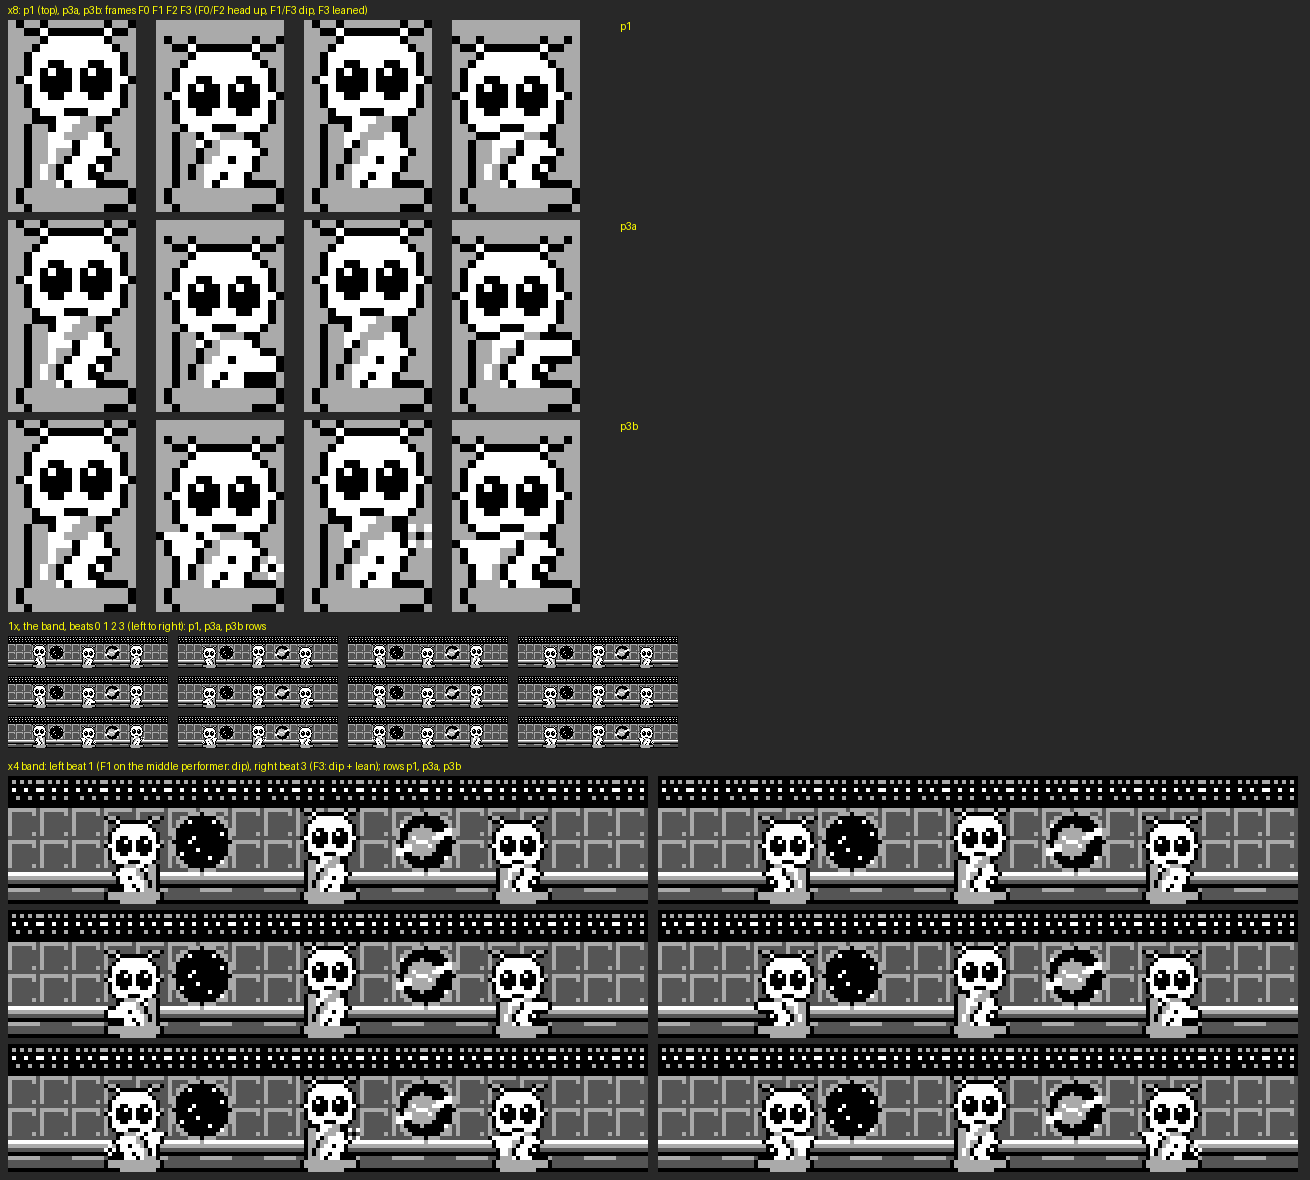 x8: p1 (top), p3a, p3b: frames F0 F1 F2 F3 (F0/F2 head up, F1/F3 dip, F3 leaned)
p1
p3a
p3b
1x, the band, beats 0 1 2 3 (left to right): p1, p3a, p3b rows
x4 band: left beat 1 (F1 on the middle performer: dip), right beat 3 (F3: dip + lean); rows p1, p3a, p3b